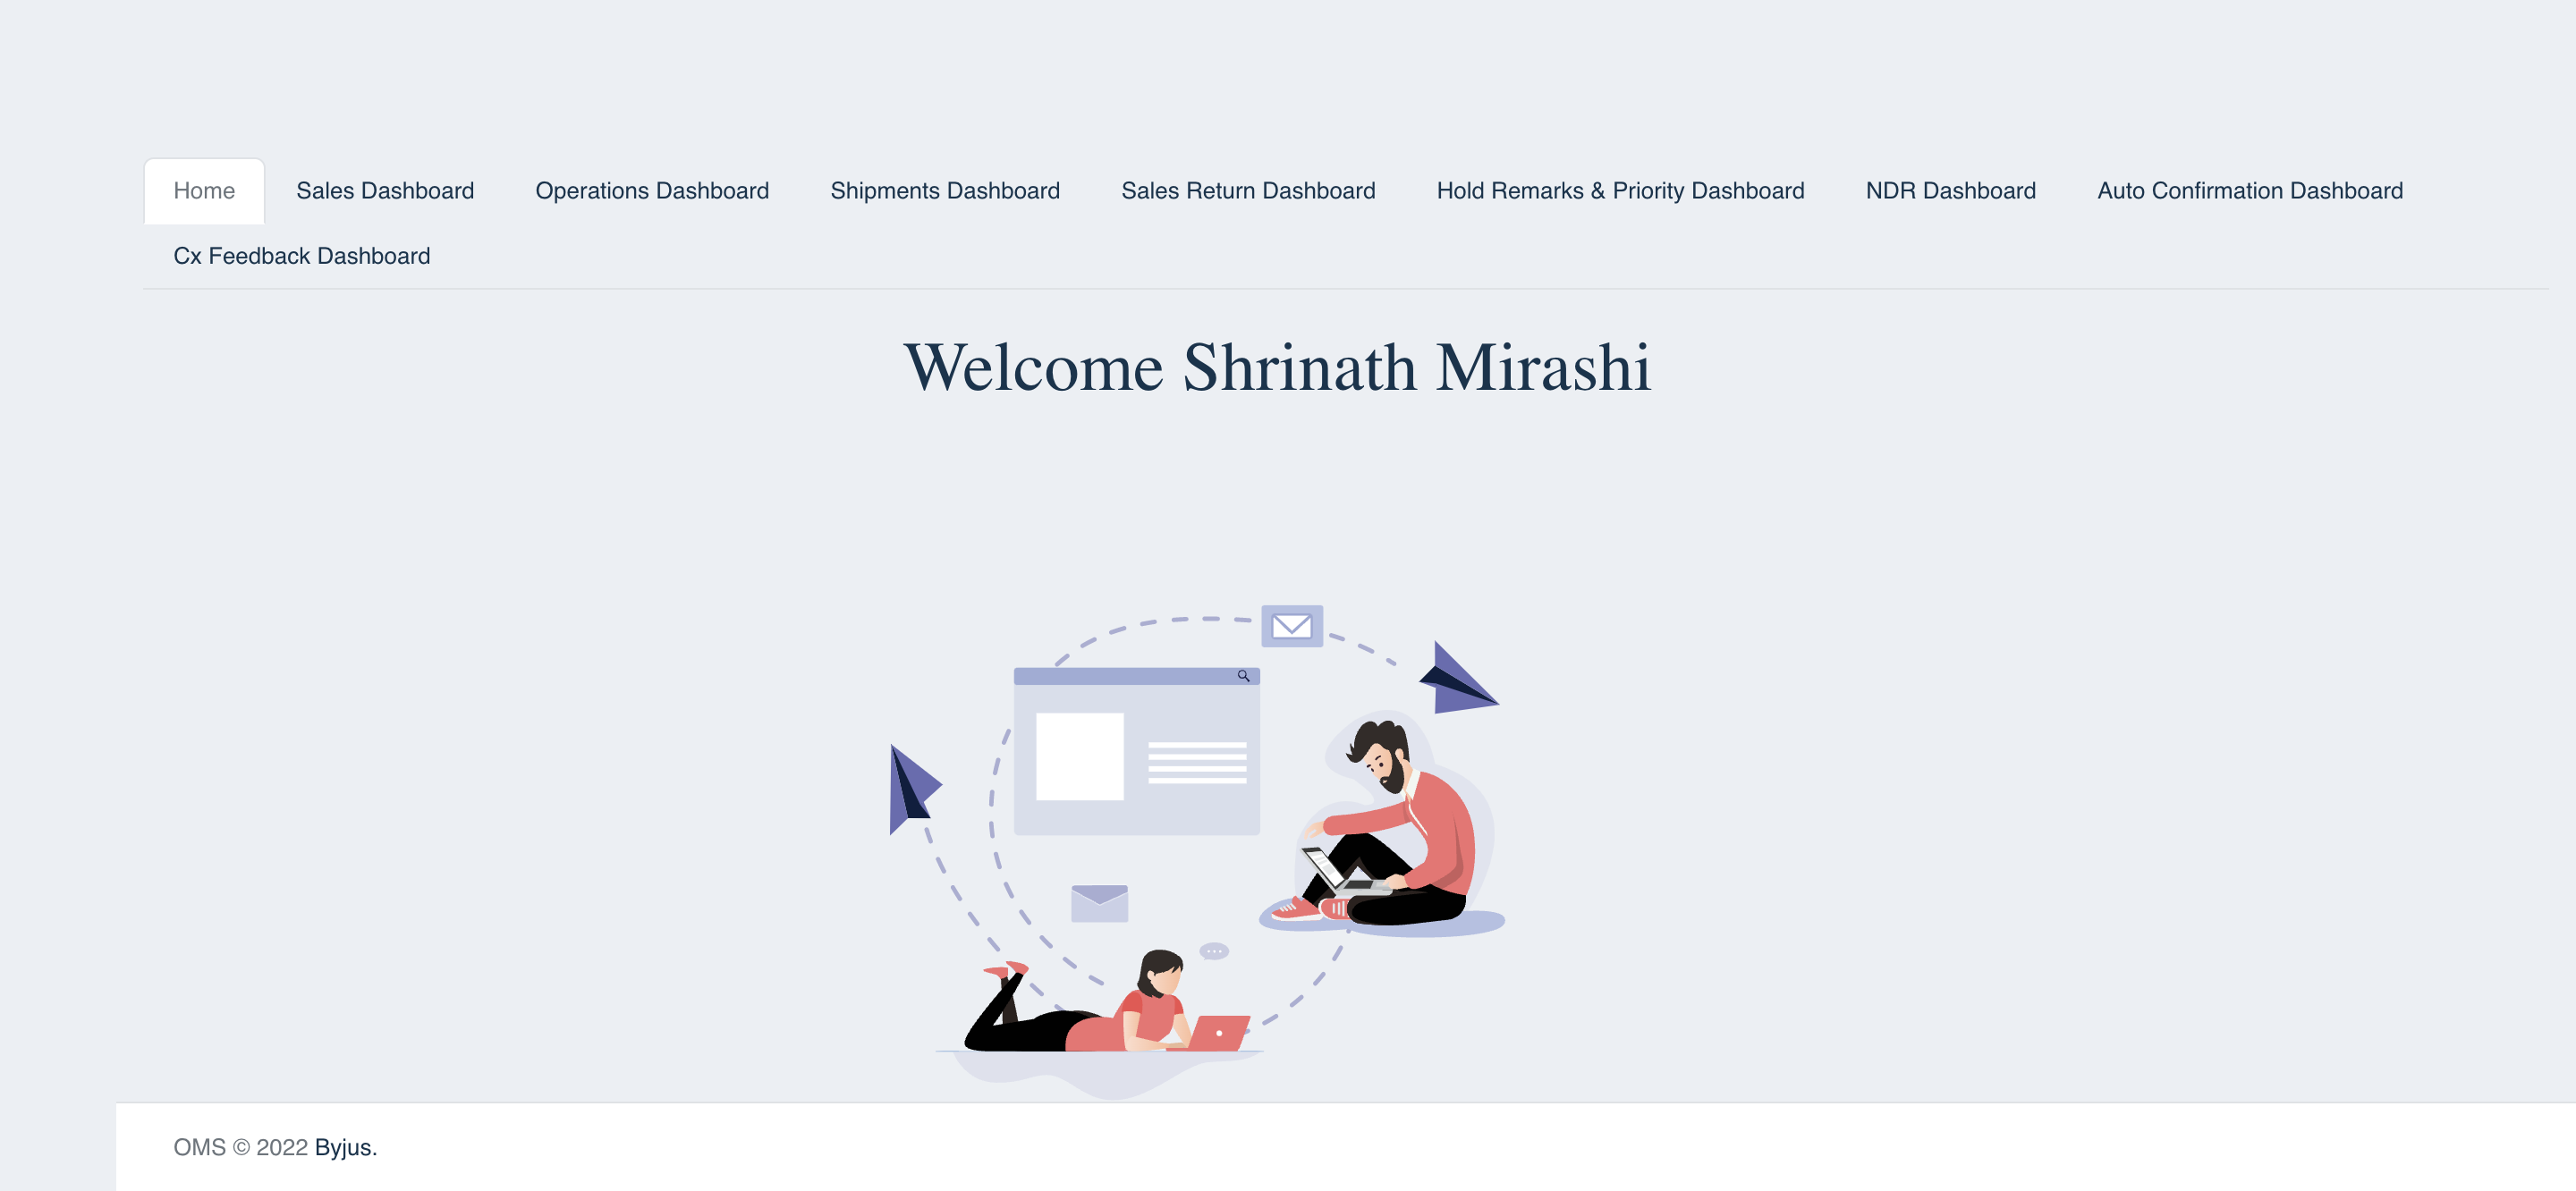 Home Sales Dashboard Operations Dashboard Shipments Dashboard Sales Return Dashboard Hold Remarks & Priority Dashboard NDR Dashboard Auto Confirmation Dashboard
Cx Feedback Dashboard
Welcome Shrinath Mirashi
OMS © 2022 Byjus.